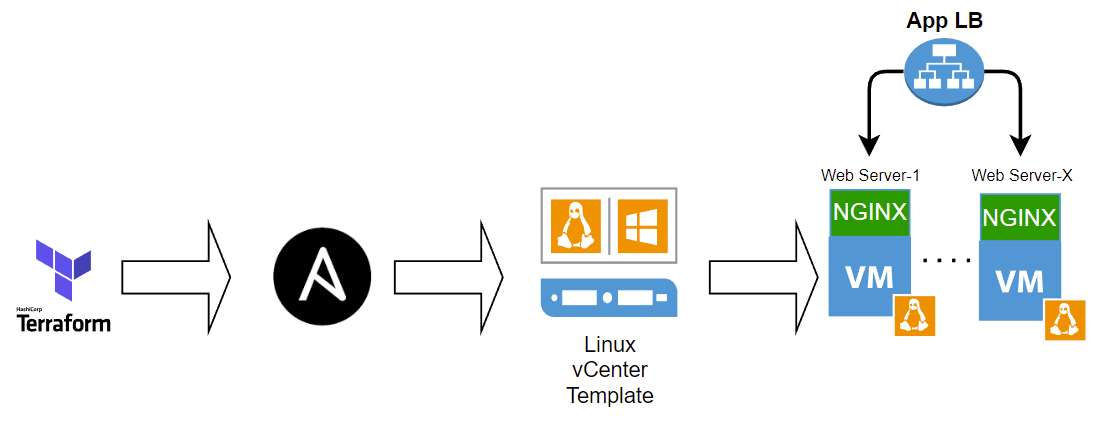 App LB
Web Server-1
Web Server-X
NGINX
NGINX
VM
....
VM
HashiCorp
Terraform
Linux
vCenter
Template